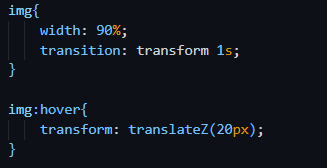 img{
    width: 90%;
    transition: transform 1s;
}

img:hover{
    transform: translateZ(20px);
}